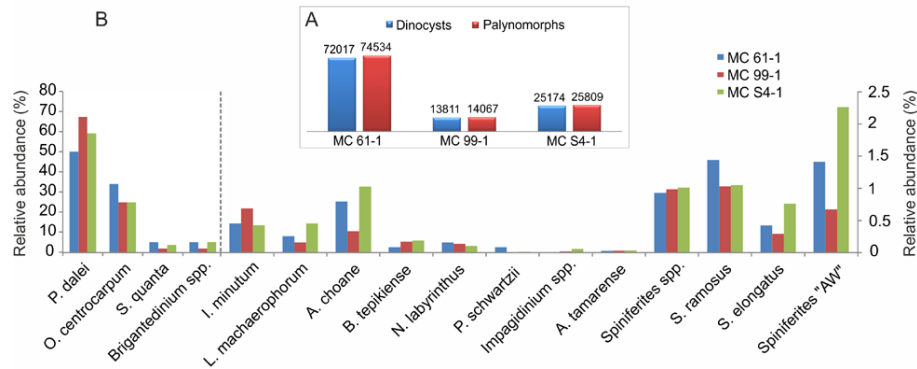 B
A
Dinocysts
Palynomorphs
72017
74534
13811
14067
25174
25809
MC 61-1
MC 99-1
MC S4-1
MC 61-1
MC 99-1
MC S4-1
Relative abundance (%)
80
70
60
50
40
30
20
10
0
2.5
2
1.5
1
0.5
0
Relative abundance (%)
P. dalei
O. centrocarpum
S. quanta
Brigantedinium spp.
I. minutum
L. machaerophorum
A. choane
B. tepikiense
N. labyrinthus
P. schwartzii
Impagidinium spp.
A. tamarense
Spiniferites spp.
S. ramosus
S. elongatus
Spiniferites "AW"